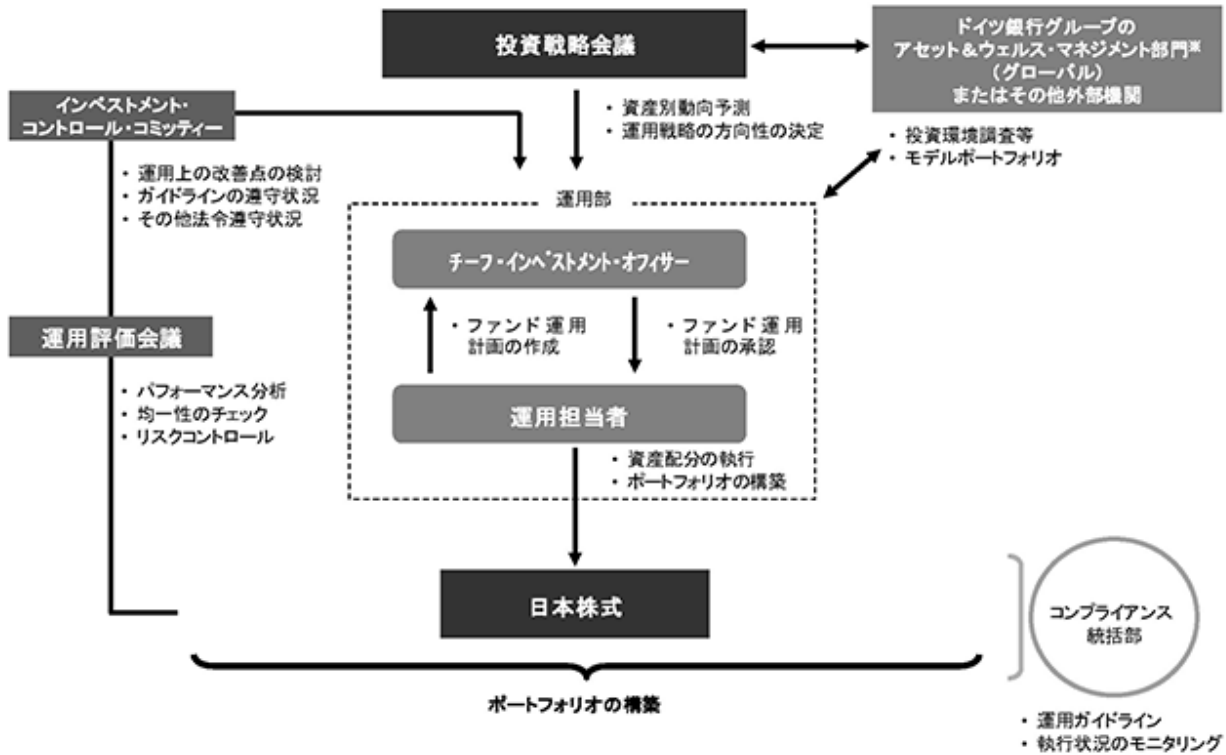 投資戦略会議
ドイツ銀行グループの
アセット&ウェルス・マネジメント部門※
(グローバル)
またはその他外部機関
インベストメント・
コントロール・コミッティー
・ 資産別動向予測
・ 運用戦略の方向性の決定
・ 投資環境調査等
・ モデルポートフォリオ
・ 運用上の改善点の検討
・ ガイドラインの遵守状況
・ その他法令遵守状況
運用部
チーフ・インベストメント・オフィサー
・ ファンド運用
計画の作成
・ ファンド運用
計画の承認
運用評価会議
・ パフォーマンス分析
・ 均一性のチェック
・ リスクコントロール
運用担当者
・ 資産配分の執行
・ ポートフォリオの構築
日本株式
コンプライアンス
統括部
ポートフォリオの構築
・ 運用ガイドライン
・ 執行状況のモニタリング